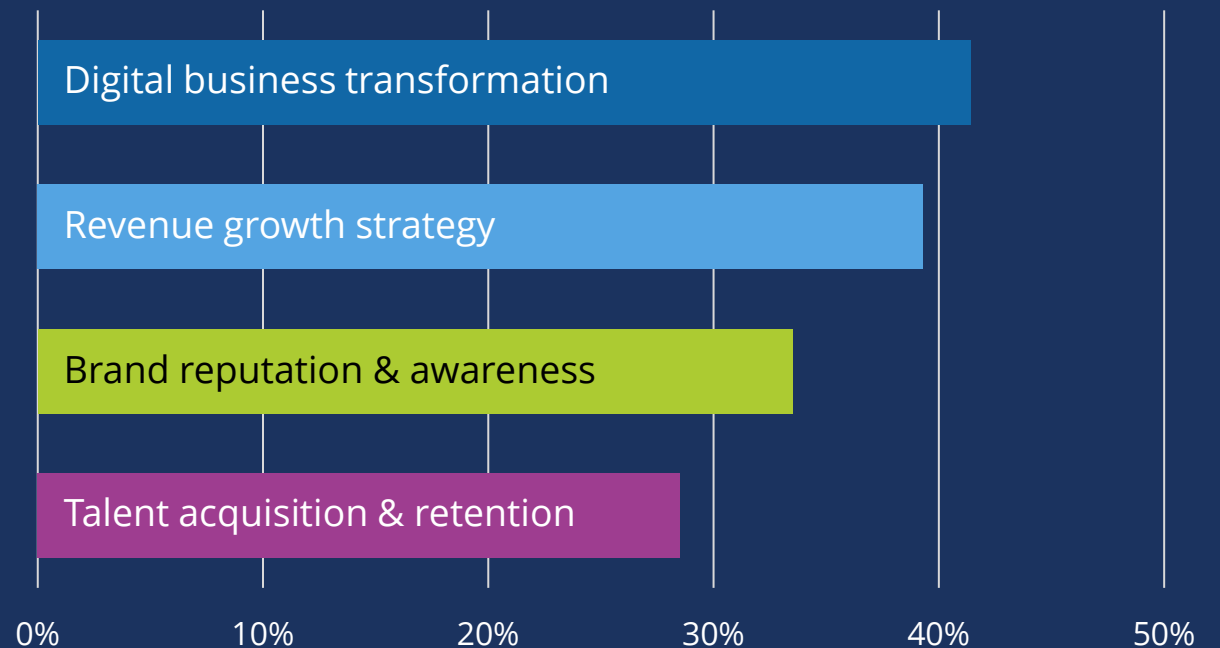 Digital business transformation
Revenue growth strategy
Brand reputation & awareness
Talent acquisition & retention
0% 10% 20% 30% 40% 50%